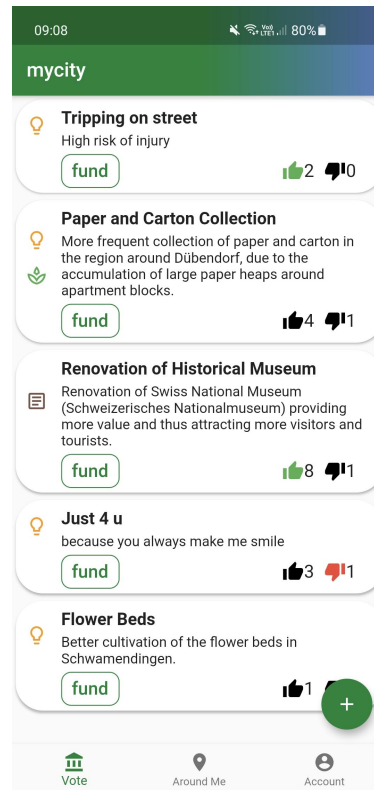 09:08 Vo) LTE1 80%
mycity
Tripping on street
High risk of injury
fund 2 0
Paper and Carton Collection
More frequent collection of paper and carton in
the region around Dübendorf, due to the
accumulation of large paper heaps around
apartment blocks.
fund 4 1
Renovation of Historical Museum
Renovation of Swiss National Museum
(Schweizerisches Nationalmuseum) providing
more value and thus attracting more visitors and
tourists.
fund 8 1
Just 4 u
because you always make me smile
fund 3 1
Flower Beds
Better cultivation of the flower beds in
Schwamendingen.
fund 1
+
Vote Around Me Account